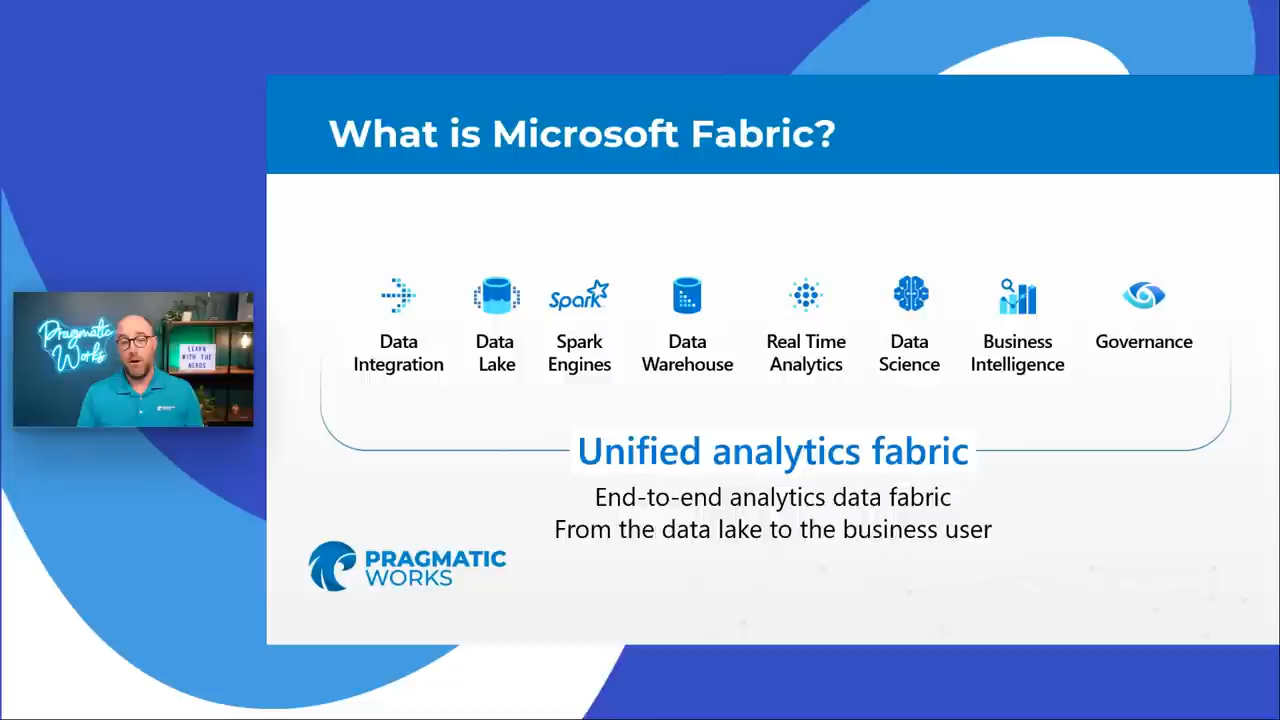 What is Microsoft Fabric?
Spark
Data Integration
Data Lake
Spark Engines
Data Warehouse
Real Time Analytics
Data Science
Business Intelligence
Governance
Unified analytics fabric
End-to-end analytics data fabric
From the data lake to the business user
PRAGMATIC
WORKS
Pragmatic
Works
LEARN
WITH THE
NERDS